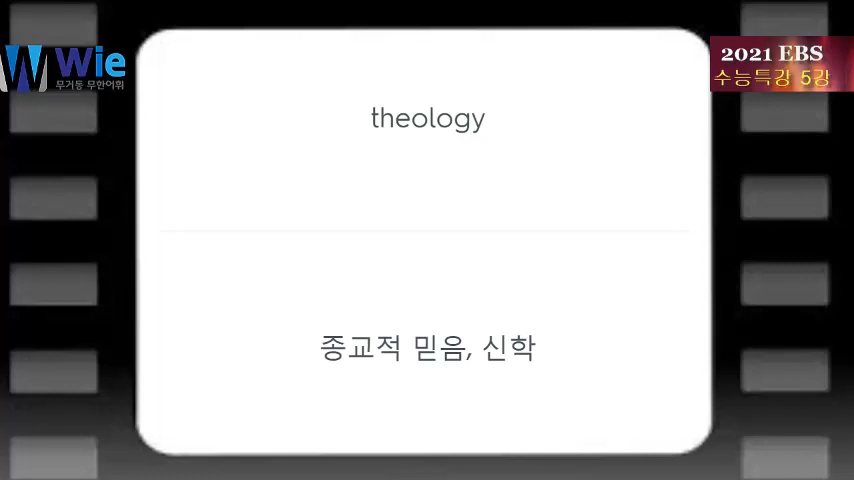 Wie
무거동 무한어휘
2021 EBS
수능특강 5강
theology
종교적 믿음, 신학